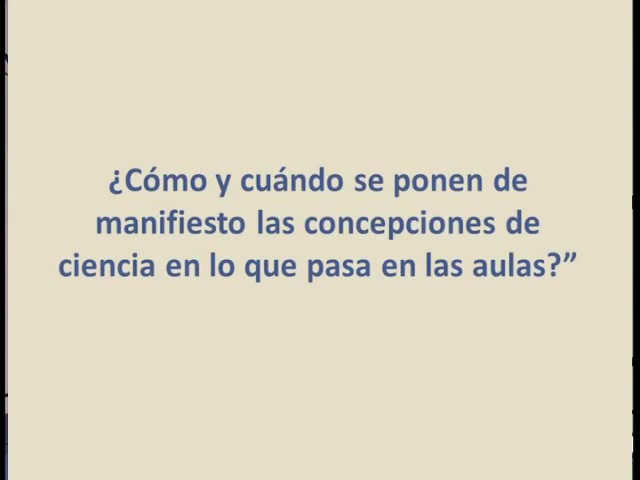 ¿Cómo y cuándo se ponen de
manifiesto las concepciones de
ciencia en lo que pasa en las aulas?”